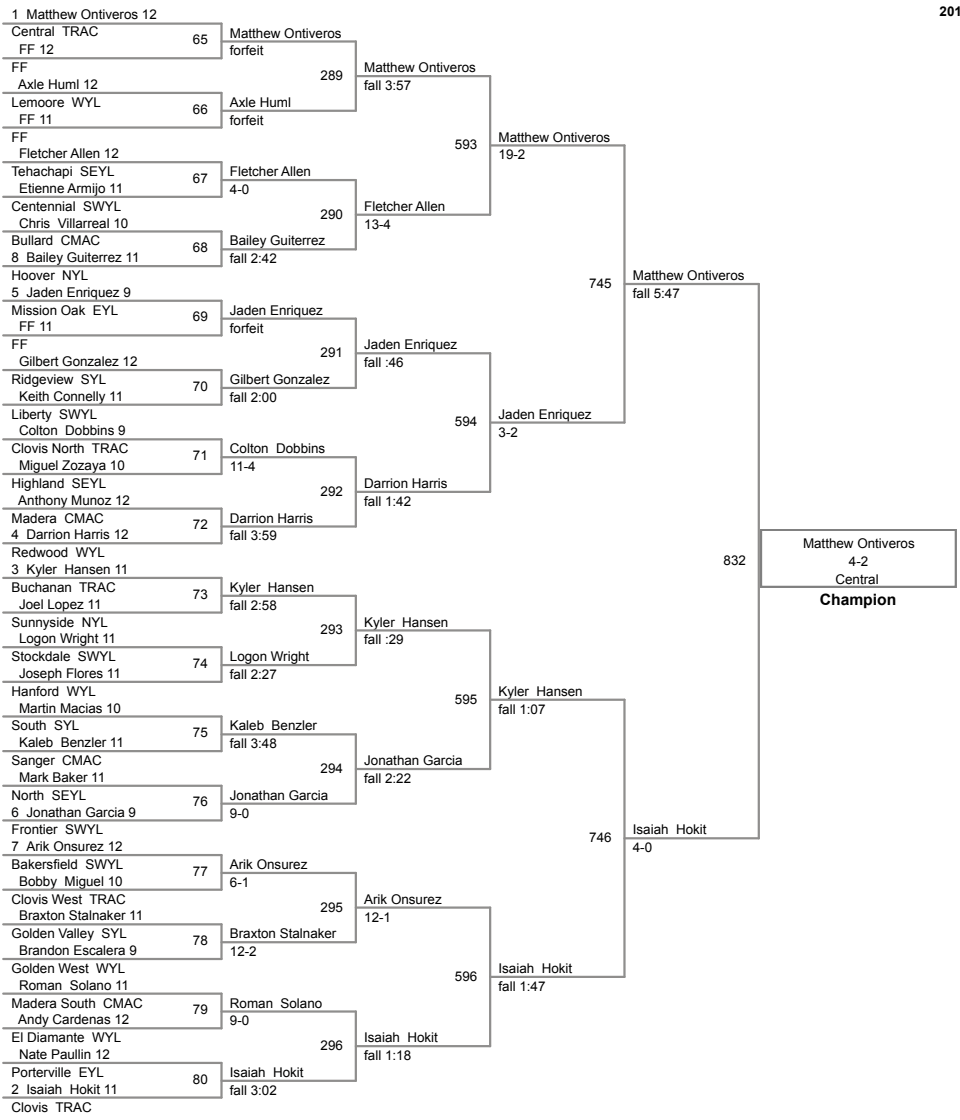 201
1 Matthew Ontiveros 12
Central TRAC
FF 12
FF
Axle Huml 12
Lemoore WYL
FF 11
FF
Fletcher Allen 12
Tehachapi SEYL
Etienne Armijo 11
Centennial SWYL
Chris Villarreal 10
Bullard CMAC
8 Bailey Guiterrez 11
Hoover NYL
5 Jaden Enriquez 9
Mission Oak EYL
FF 11
FF
Gilbert Gonzalez 12
Ridgeview SYL
Keith Connelly 11
Liberty SWYL
Colton Dobbins 9
Clovis North TRAC
Miguel Zozaya 10
Highland SEYL
Anthony Munoz 12
Madera CMAC
4 Darrion Harris 12
Redwood WYL
3 Kyler Hansen 11
Buchanan TRAC
Joel Lopez 11
Sunnyside NYL
Logon Wright 11
Stockdale SWYL
Joseph Flores 11
Hanford WYL
Martin Macias 10
South SYL
Kaleb Benzler 11
Sanger CMAC
Mark Baker 11
North SEYL
6 Jonathan Garcia 9
Frontier SWYL
7 Arik Onsurez 12
Bakersfield SWYL
Bobby Miguel 10
Clovis West TRAC
Braxton Stalnaker 11
Golden Valley SYL
Brandon Escalera 9
Golden West WYL
Roman Solano 11
Madera South CMAC
Andy Cardenas 12
El Diamante WYL
Nate Paullin 12
Porterville EYL
2 Isaiah Hokit 11
Clovis TRAC
65
66
67
68
69
70
71
72
73
74
75
76
77
78
79
80
Matthew Ontiveros
forfeit
Axle Huml
forfeit
Fletcher Allen
4-0
Bailey Guiterrez
fall 2:42
Jaden Enriquez
forfeit
Gilbert Gonzalez
fall 2:00
Colton Dobbins
11-4
Darrion Harris
fall 3:59
Kyler Hansen
fall 2:58
Logon Wright
fall 2:27
Kaleb Benzler
fall 3:48
Jonathan Garcia
9-0
Arik Onsurez
6-1
Braxton Stalnaker
12-2
Roman Solano
9-0
Isaiah Hokit
fall 3:02
289
290
291
292
293
294
295
296
Matthew Ontiveros
fall 3:57
Fletcher Allen
13-4
Jaden Enriquez
fall :46
Darrion Harris
fall 1:42
Kyler Hansen
fall :29
Jonathan Garcia
fall 2:22
Arik Onsurez
12-1
Isaiah Hokit
fall 1:18
593
594
595
596
Matthew Ontiveros
19-2
Jaden Enriquez
3-2
Kyler Hansen
fall 1:07
Isaiah Hokit
fall 1:47
745
746
Matthew Ontiveros
fall 5:47
Isaiah Hokit
4-0
832
Matthew Ontiveros
4-2
Central
Champion